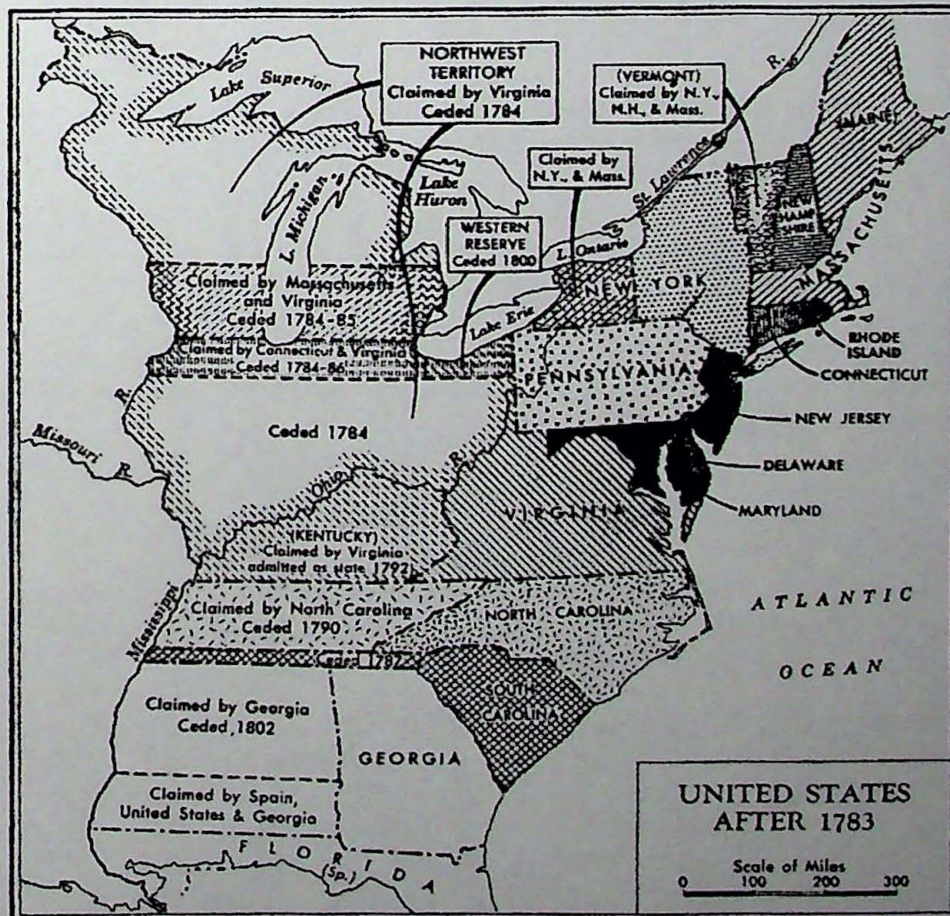 NORTHWEST
TERRITORY
Claimed by Virginia
Ceded 1784
(VERMONT)
Claimed by N.Y.,
N.H., & Mass.
Claimed by
N.Y., & Mass.
WESTERN
RESERVE
Ceded 1800
Lake Superior
L. Michigan
Lake
Huron
L. Ontario
Lake Erie
St. Lawrence
R.
(MAINE)
MASSACHUSETTS
NEW
HAMP
SHIRE
NEW YORK
RHODE
ISLAND
CONNECTICUT
PENNSYLVANIA
NEW JERSEY
DELAWARE
MARYLAND
Claimed by Massachusetts
and Virginia
Ceded 1784-85
Claimed by Connecticut & Virginia
Ceded 1784-86
Ceded 1784
Missouri R.
R.
Ohio R.
Mississippi
VIRGINIA
(KENTUCKY)
Claimed by Virginia
admitted as state 1792
Claimed by North Carolina
Ceded 1790
NORTH CAROLINA
Ceded 1787
SOUTH
CAROLINA
Claimed by Georgia
Ceded, 1802
GEORGIA
Claimed by Spain,
United States & Georgia
FLORIDA
(Sp.)
ATLANTIC
OCEAN
UNITED STATES
AFTER 1783
Scale of Miles
0 100 200 300